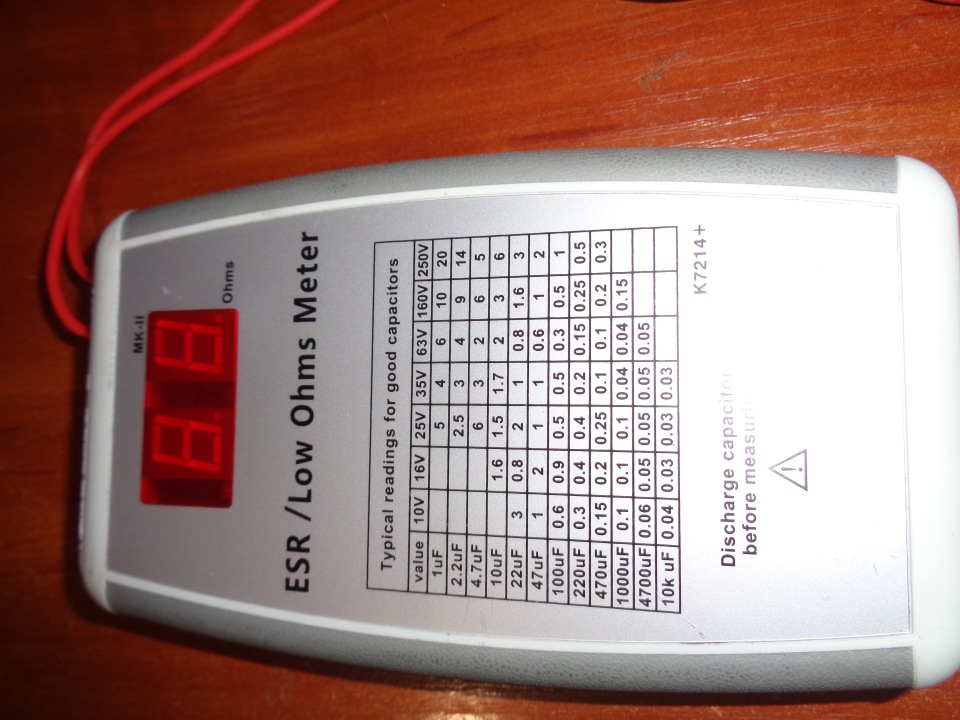 MK-II
Ohms
ESR /Low Ohms Meter
Typical readings for good capacitors
value 10V 16V 25V 35V 63V 160V 250V
1uF 5 4 6 10 20
2.2uF 2.5 3 4 9 14
4.7uF 6 3 2 6 5
10uF 1.6 1.5 1.7 2 3 6
22uF 3 0.8 2 1 0.8 1.6 3
47uF 1 2 1 1 0.6 1 2
100uF 0.6 0.9 0.5 0.5 0.3 0.5 1
220uF 0.3 0.4 0.4 0.2 0.15 0.25 0.5
470uF 0.15 0.2 0.25 0.1 0.1 0.2 0.3
1000uF 0.1 0.1 0.1 0.04 0.04 0.15
4700uF 0.06 0.05 0.05 0.05 0.05
10k uF 0.04 0.03 0.03 0.03
Discharge capacitor
before
K7214+